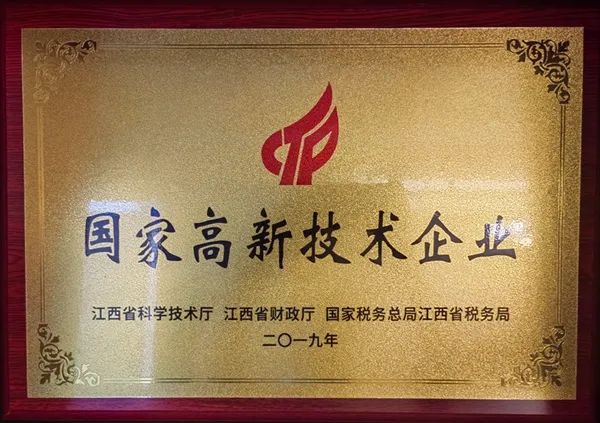 国家高新技术企业
江西省科学技术厅 江西省财政厅 国家税务总局江西省税务局
二〇一九年